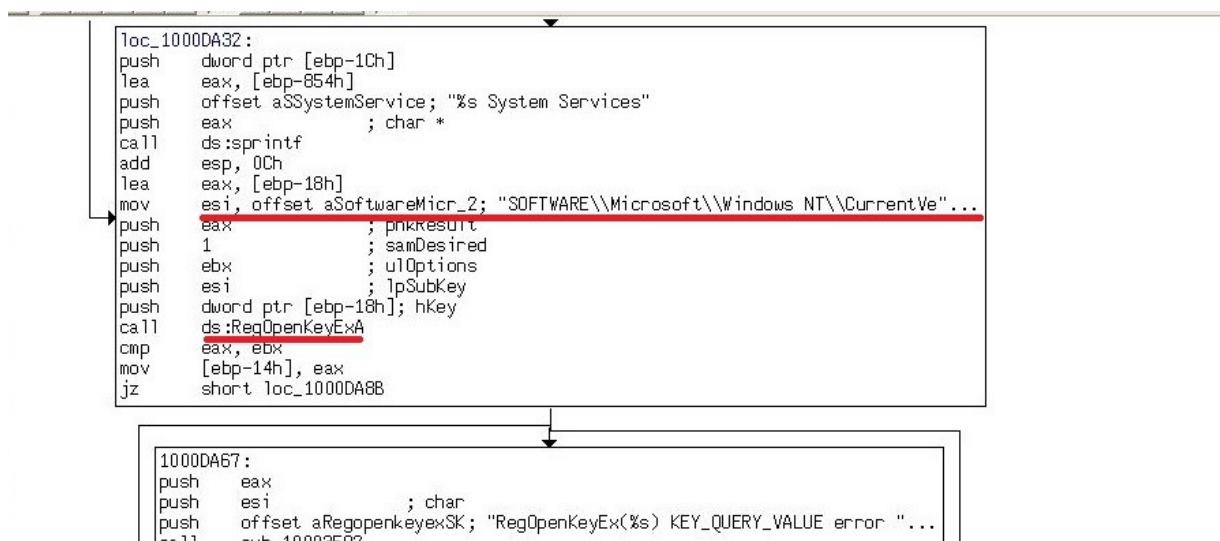 loc_1000DA32:
push dword ptr [ebp-1Ch]
lea eax, [ebp-854h]
push offset aSSystemService; "%s System Services"
push eax ; char *
call ds:sprintf
add esp, 0Ch
lea eax, [ebp-18h]
mov esi, offset aSoftwareMicr_2; "SOFTWARE\\Microsoft\\Windows NT\\CurrentVe"...
push eax ; phkResult
push 1 ; samDesired
push ebx ; ulOptions
push esi ; lpSubKey
push dword ptr [ebp-18h]; hKey
call ds:RegOpenKeyExA
cmp eax, ebx
mov [ebp-14h], eax
jz short loc_1000DA8B
1000DA67:
push eax
push esi ; char
push offset aRegopenkeyexSK; "RegOpenKeyEx(%s) KEY_QUERY_VALUE error "...